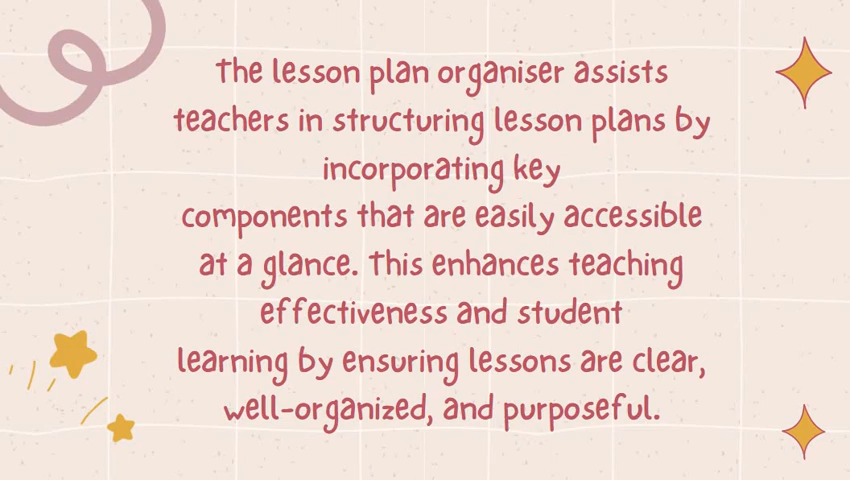 The lesson plan organiser assists
teachers in structuring lesson plans by
incorporating key
components that are easily accessible
at a glance. This enhances teaching
effectiveness and student
learning by ensuring lessons are clear,
well-organized, and purposeful.